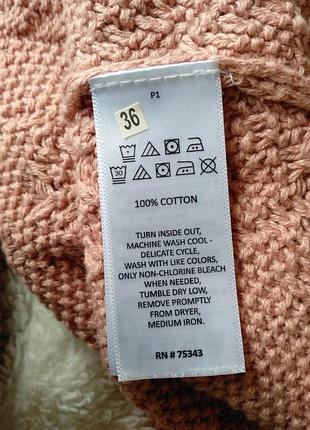 P1
36
30
100% COTTON
TURN INSIDE OUT,
MACHINE WASH COOL -
DELICATE CYCLE,
WASH WITH LIKE COLORS,
ONLY NON-CHLORINE BLEACH
WHEN NEEDED,
TUMBLE DRY LOW,
REMOVE PROMPTLY
FROM DRYER,
MEDIUM IRON.
RN # 75343